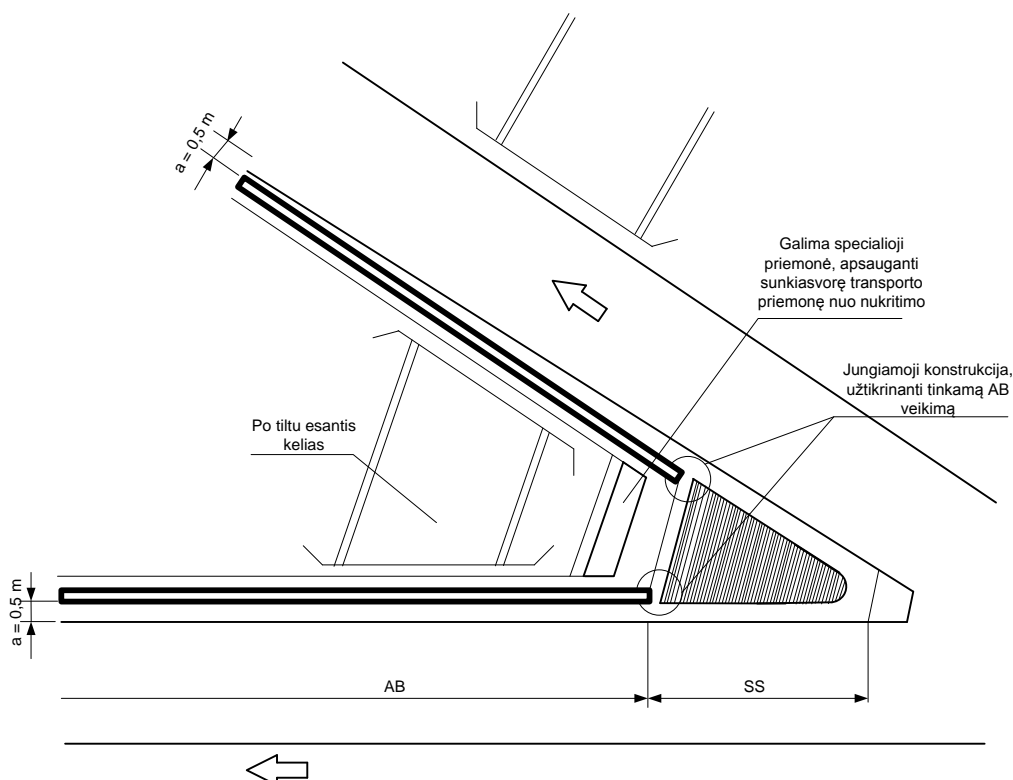 a = 0,5 m
Galima specialioji
priemonė, apsauganti
sunkiasvorę transporto
priemonę nuo nukritimo
Jungiamoji konstrukcija,
užtikrinanti tinkamą AB
veikimą
Po tiltu esantis
kelias
a = 0,5 m
AB
SS